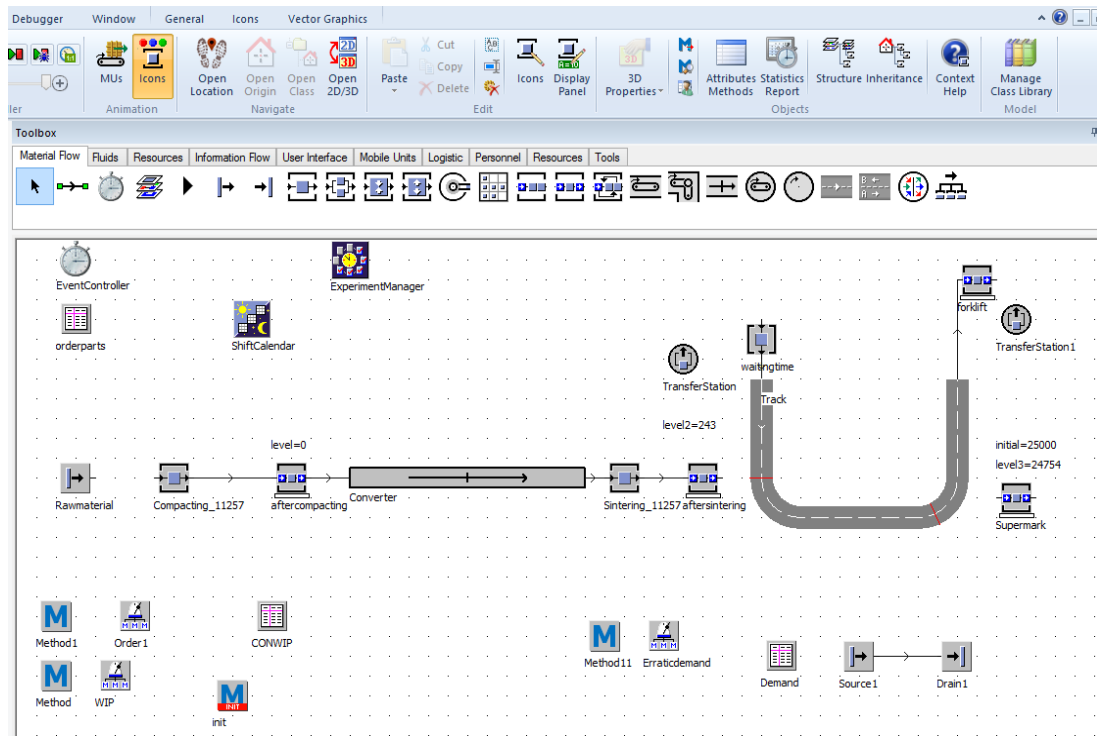 Debugger Window General Icons Vector Graphics
MUs Icons Open Location Open Origin Open Class Open 2D/3D Paste Cut Copy Delete Icons Display Panel 3D Properties Attributes Methods Statistics Report Structure Inheritance Context Help Manage Class Library
ler Animation Navigate Edit Objects Model
Toolbox
Material Flow Fluids Resources Information Flow User Interface Mobile Units Logistic Personnel Resources Tools
EventController
ExperimentManager
forklift
orderparts
ShiftCalendar
TransferStation1
waitingtime
TransferStation
Track
level2=243
level=0
initial=25000
level3=24754
Rawmaterial
Compacting_11257
aftercompacting
Converter
Sintering_11257
aftersintering
Supermark
Method1
Order1
CONWIP
Method11
Erraticdemand
Demand
Source1
Drain1
Method
WIP
INIT
init